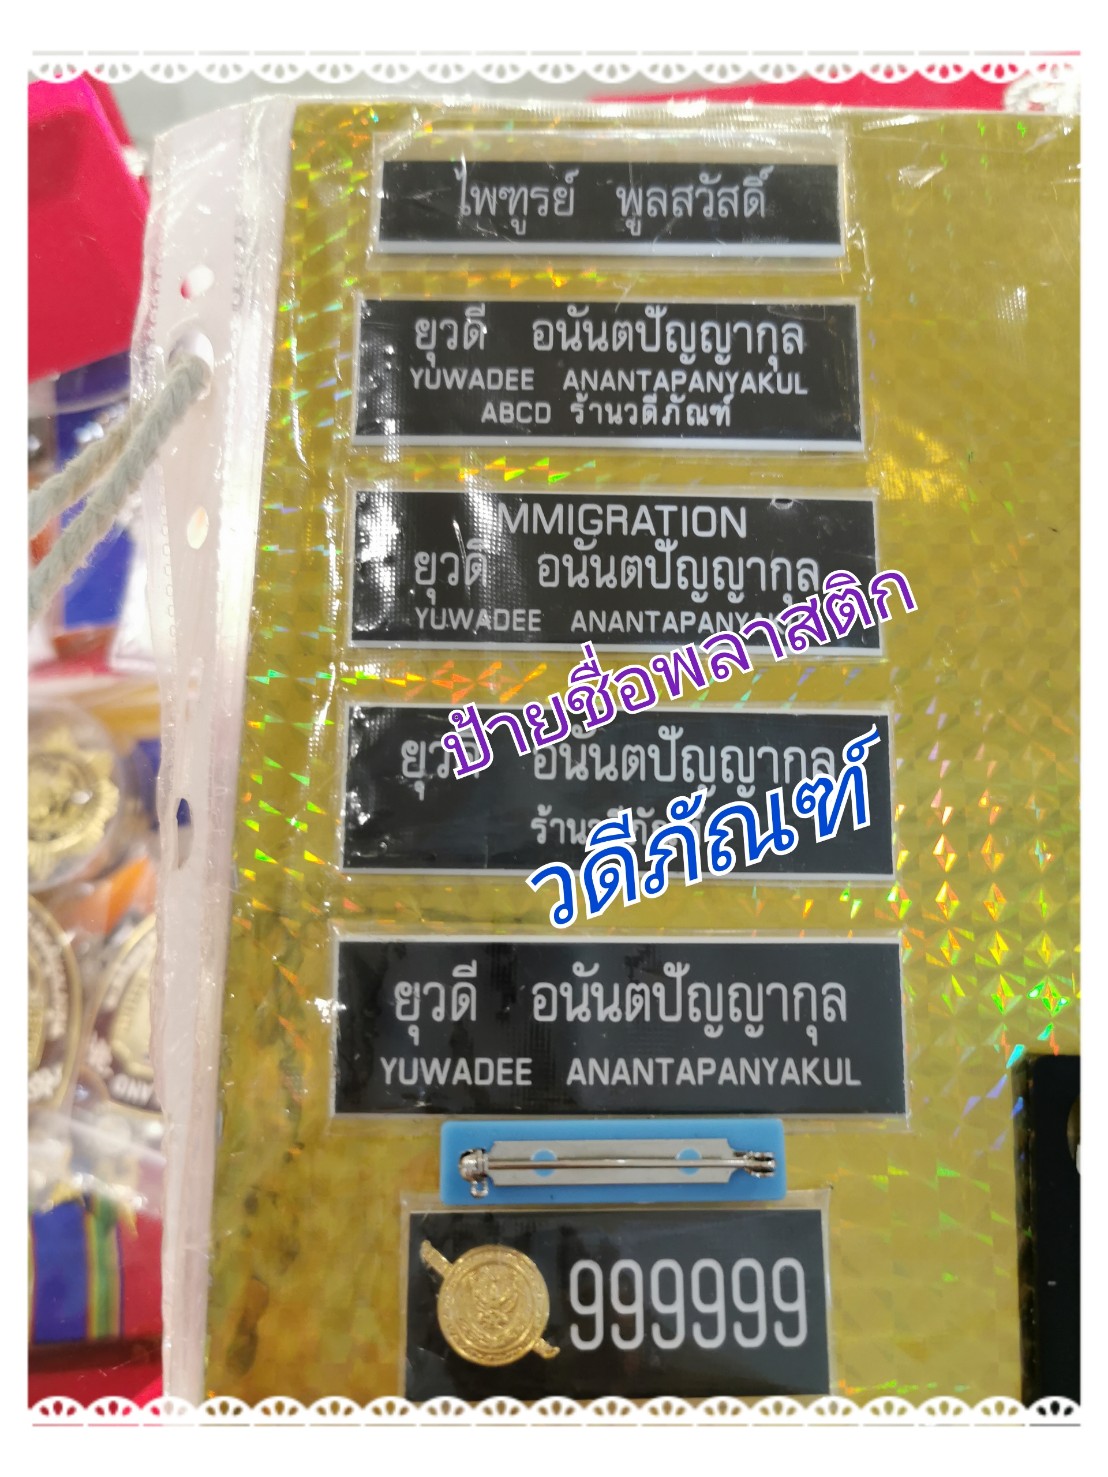 ไพฑูรย์ พูลสวัสดิ์
ยุวดี อนันตปัญญากุล
YUWADEE ANANTAPANYAKUL
ABCD ร้านวดีภัณฑ์
MMIGRATION
ยุวดี อนันตปัญญากุล
YUWADEE
ป้ายชื่อพลาสติก
ยุวดี อนันตปัญญากุล
วดีภัณฑ์
ยุวดี อนันตปัญญากุล
YUWADEE ANANTAPANYAKUL
999999